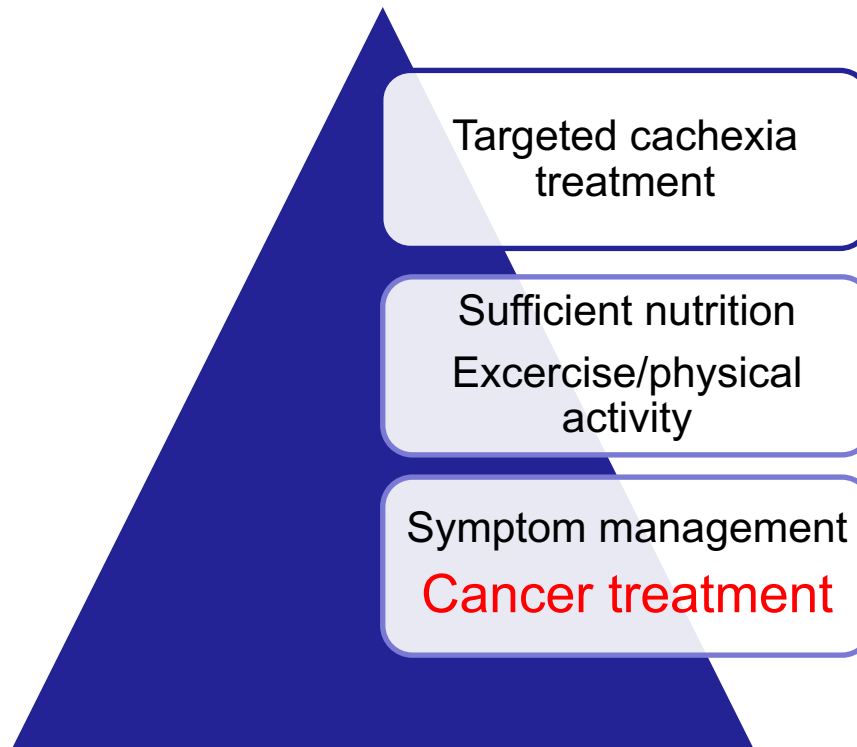 Targeted cachexia
treatment
Sufficient nutrition
Excercise/physical
activity
Symptom management
Cancer treatment